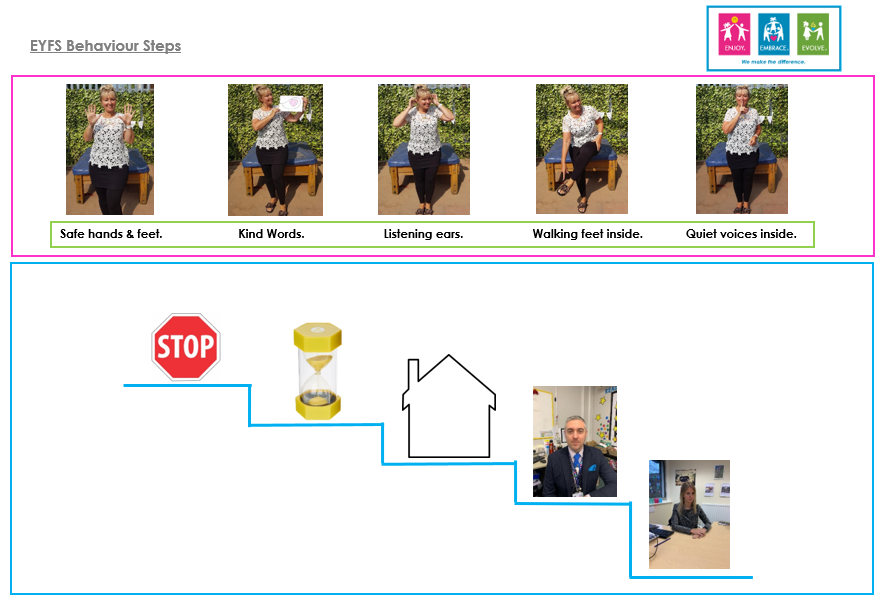 EYFS Behaviour Steps
ENJOY. EMBRACE. EVOLVE.
We make the difference.
Safe hands & feet. Kind Words. Listening ears. Walking feet inside. Quiet voices inside.
STOP